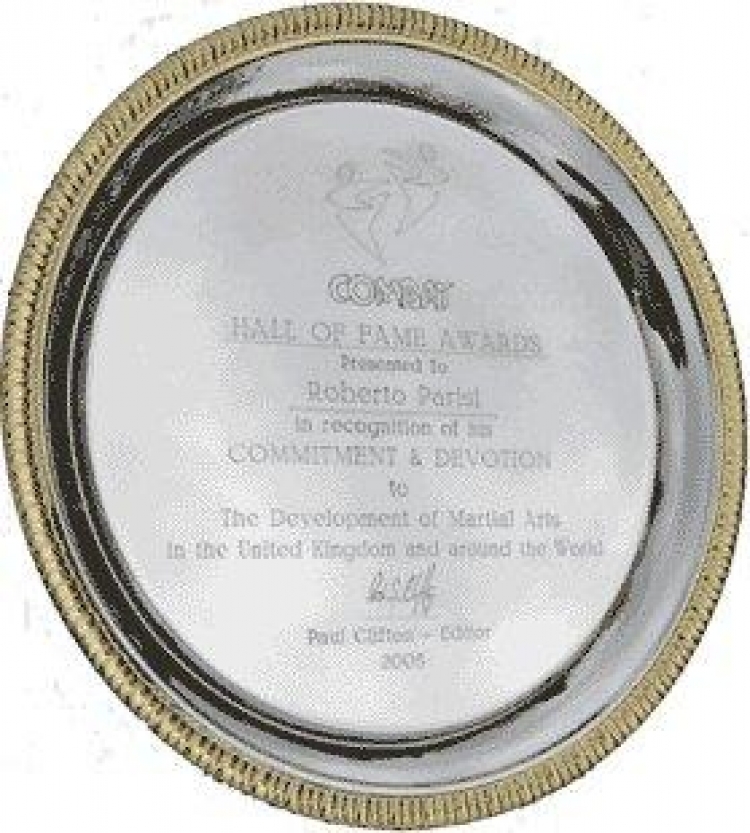 COMBAT
HALL OF FAME AWARDS
Presented to
Roberto Parisi
in recognition of his
COMMITMENT & DEVOTION
to
The Development of Martial Arts
in the United Kingdom and around the World
Paul Clifton - Editor